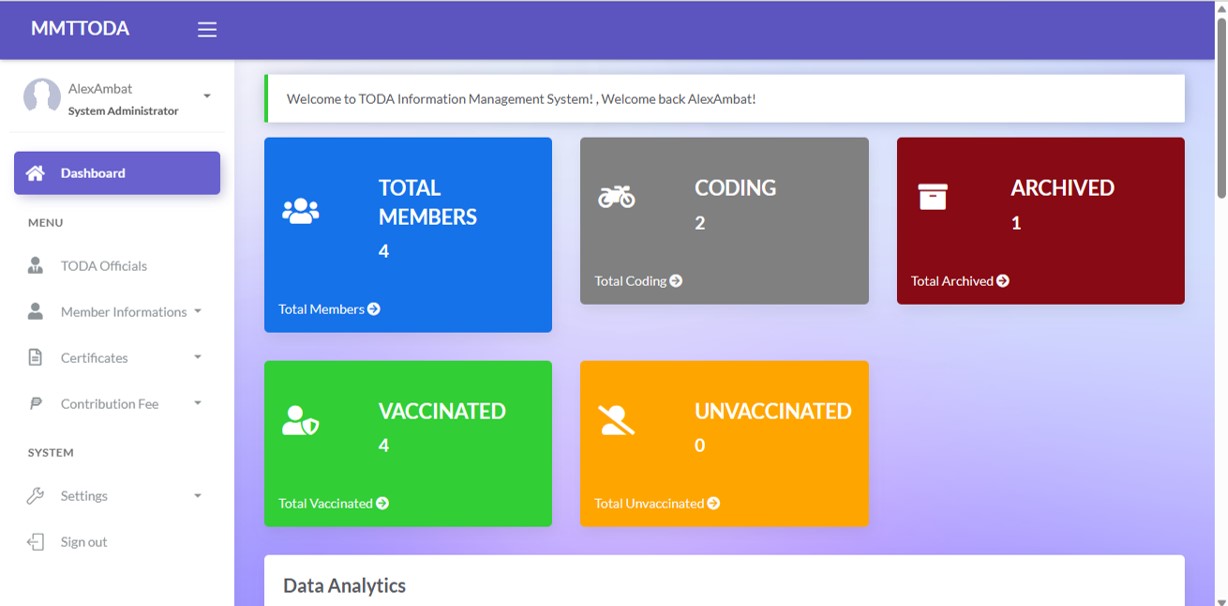 MMTTODA
AlexAmbat
System Administrator
Dashboard
MENU
TODA Officials
Member Informations
Certificates
Contribution Fee
SYSTEM
Settings
Sign out
Welcome to TODA Information Management System! , Welcome back AlexAmbat!
TOTAL
MEMBERS
4
Total Members
CODING
2
Total Coding
ARCHIVED
1
Total Archived
VACCINATED
4
Total Vaccinated
UNVACCINATED
0
Total Unvaccinated
Data Analytics